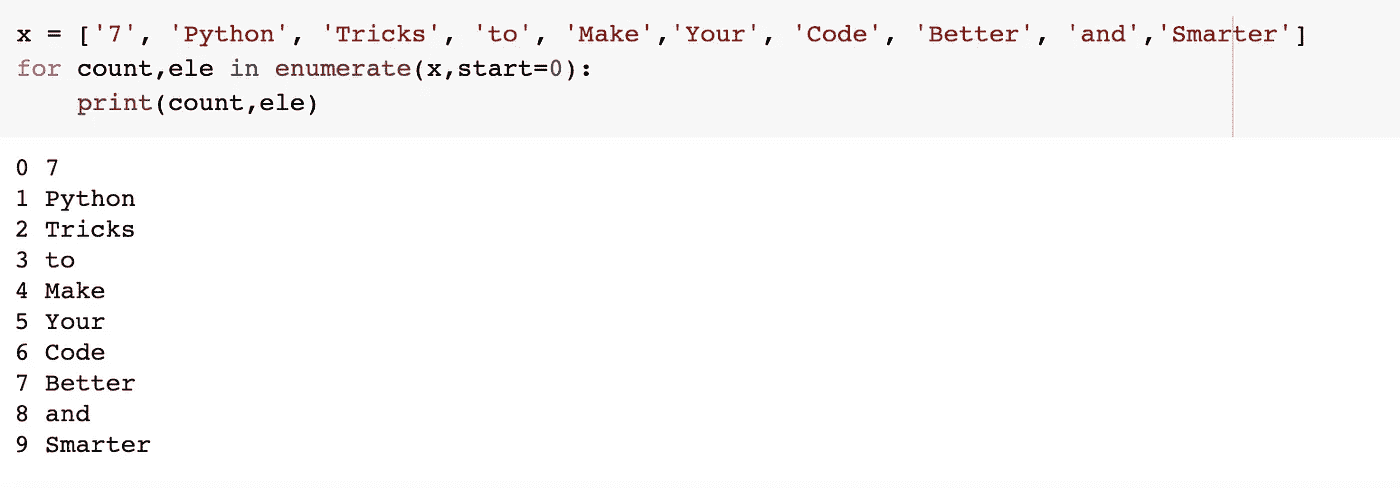 x = ['7', 'Python', 'Tricks', 'to', 'Make','Your', 'Code', 'Better', 'and','Smarter']
for count,ele in enumerate(x,start=0):
    print(count,ele)
0 7
1 Python
2 Tricks
3 to
4 Make
5 Your
6 Code
7 Better
8 and
9 Smarter